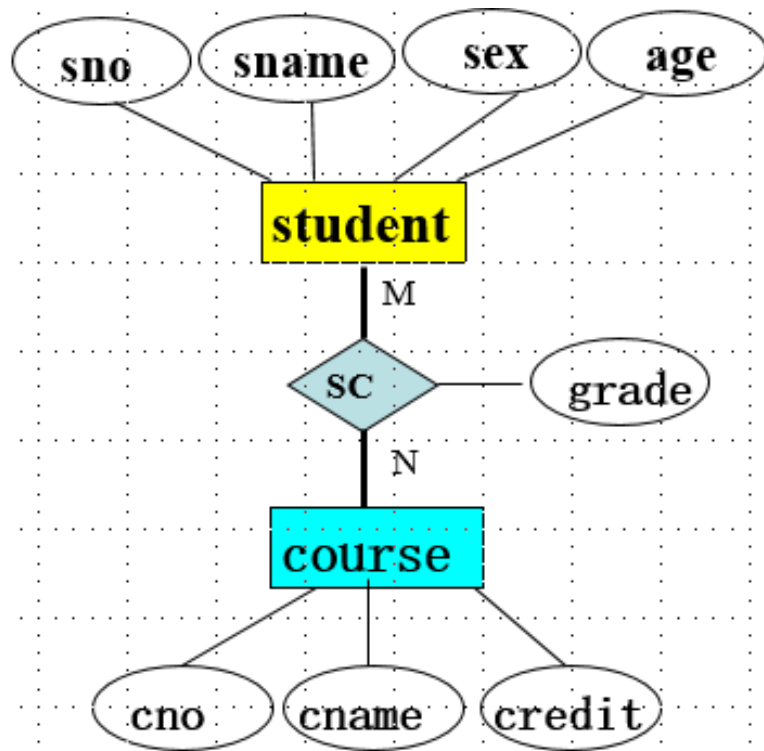 sno
sname
sex
age
student
M
SC
grade
N
course
cno
cname
credit